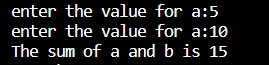 enter the value for a:5
enter the value for a:10
The sum of a and b is 15